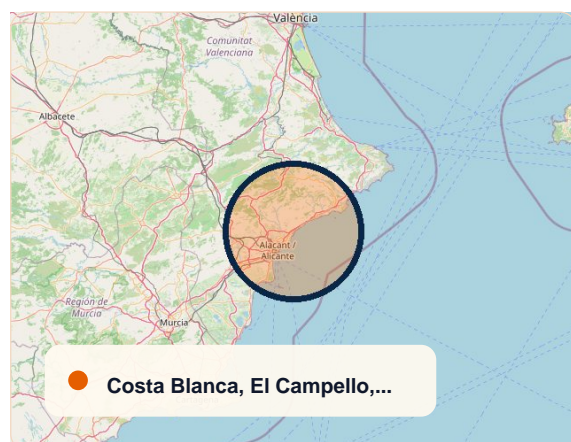 València
Comunitat
Valenciana
Albacete
Alacant /
Alicante
Región de
Murcia
Murcia
Costa Blanca, El Campello,...